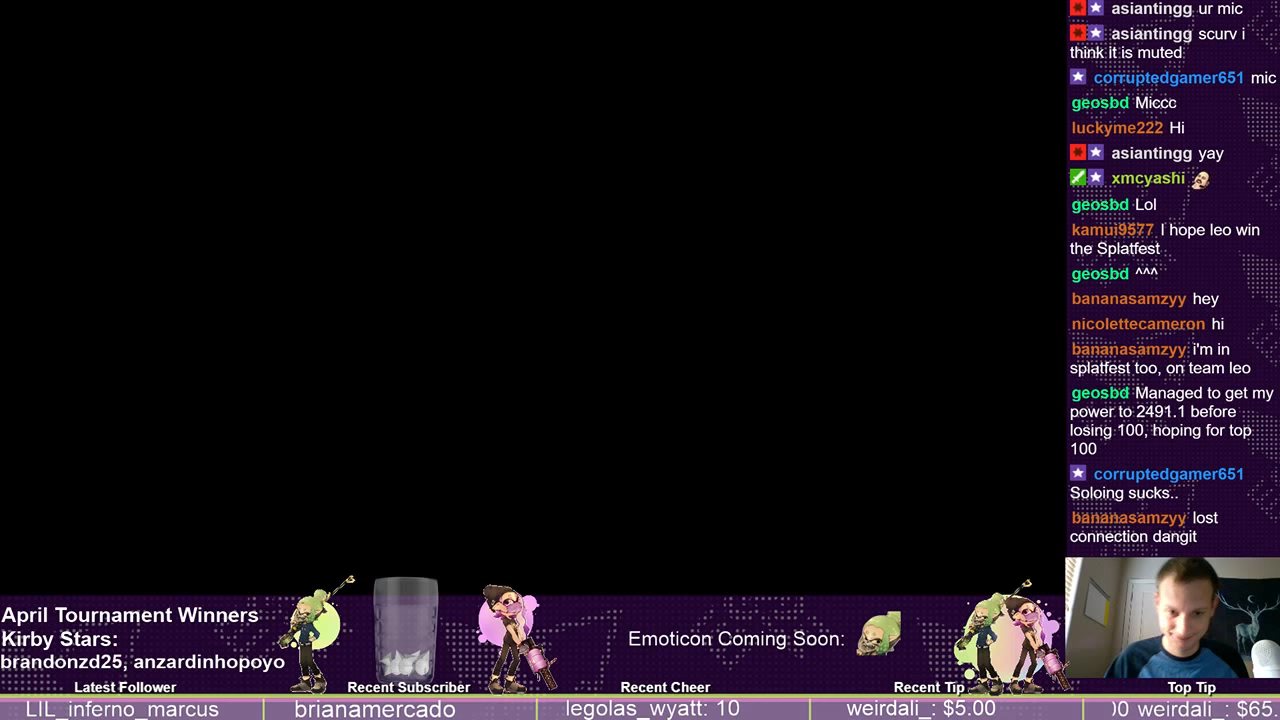 asiantingg ur mic
asiantingg scurv i
think it is muted
corruptedgamer651 mic
geosbd Miccc
luckyme222 Hi
asiantingg yay
xmcyashi
geosbd Lol
kamui9577 I hope leo win
the Splatfest
geosbd ^^^
bananasamzyy hey
nicolettecameron hi
bananasamzyy i'm in
splatfest too, on team leo
geosbd Managed to get my
power to 2491.1 before
losing 100, hoping for top
100
corruptedgamer651
Soloing sucks..
bananasamzyy lost
connection dangit
April Tournament Winners
Kirby Stars:
brandonzd25, anzardinhopoyo
Emoticon Coming Soon:
Latest Follower
Recent Subscriber
Recent Cheer
Recent Tip
Top Tip
LIL_inferno_marcus
brianamercado
legolas_wyatt: 10
weirdali_: $5.00
00 weirdali_: $65.